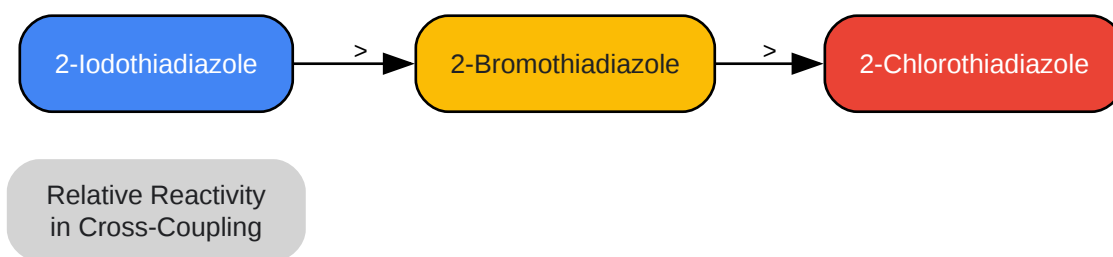 2-Iodothiadiazole
>
2-Bromothiadiazole
>
2-Chlorothiadiazole
Relative Reactivity
in Cross-Coupling